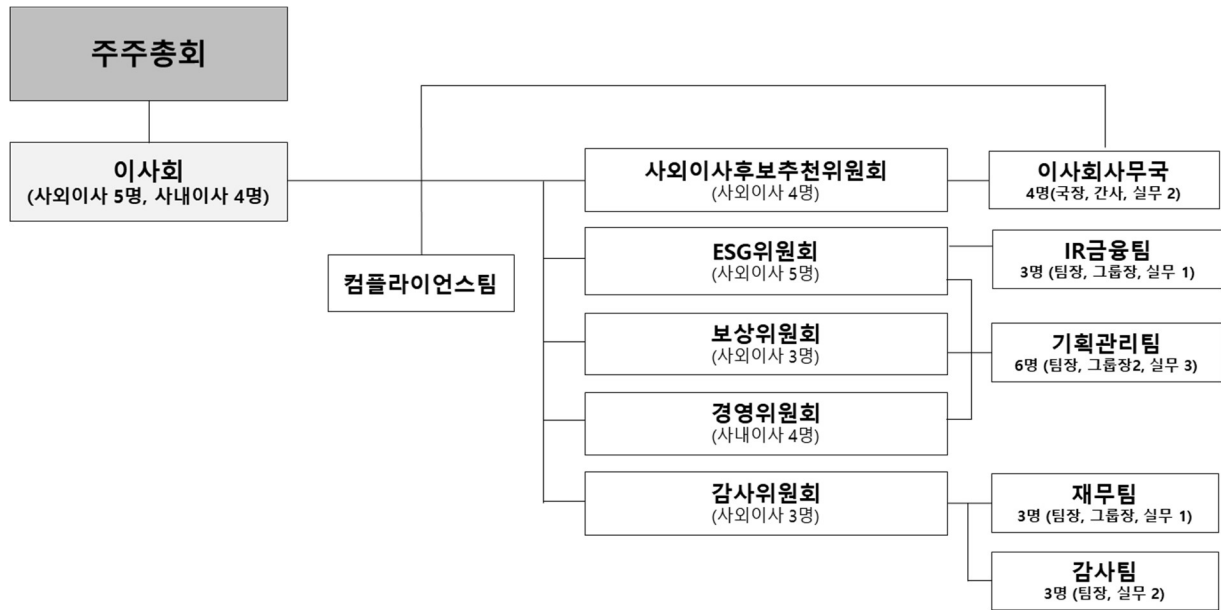 주주총회
이사회
(사외이사 5명, 사내이사 4명)
컴플라이언스팀
사외이사후보추천위원회
(사외이사 4명)
이사회사무국
4명(국장, 간사, 실무 2)
ESG위원회
(사외이사 5명)
IR금융팀
3명 (팀장, 그룹장, 실무 1)
보상위원회
(사외이사 3명)
기획관리팀
6명 (팀장, 그룹장2, 실무 3)
경영위원회
(사내이사 4명)
감사위원회
(사외이사 3명)
재무팀
3명 (팀장, 그룹장, 실무 1)
감사팀
3명 (팀장, 실무 2)